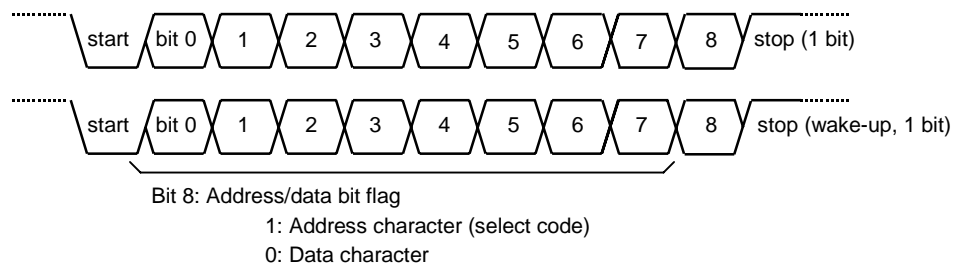 start bit 0 1 2 3 4 5 6 7 8 stop (1 bit)
start bit 0 1 2 3 4 5 6 7 8 stop (wake-up, 1 bit)
Bit 8: Address/data bit flag
1: Address character (select code)
0: Data character